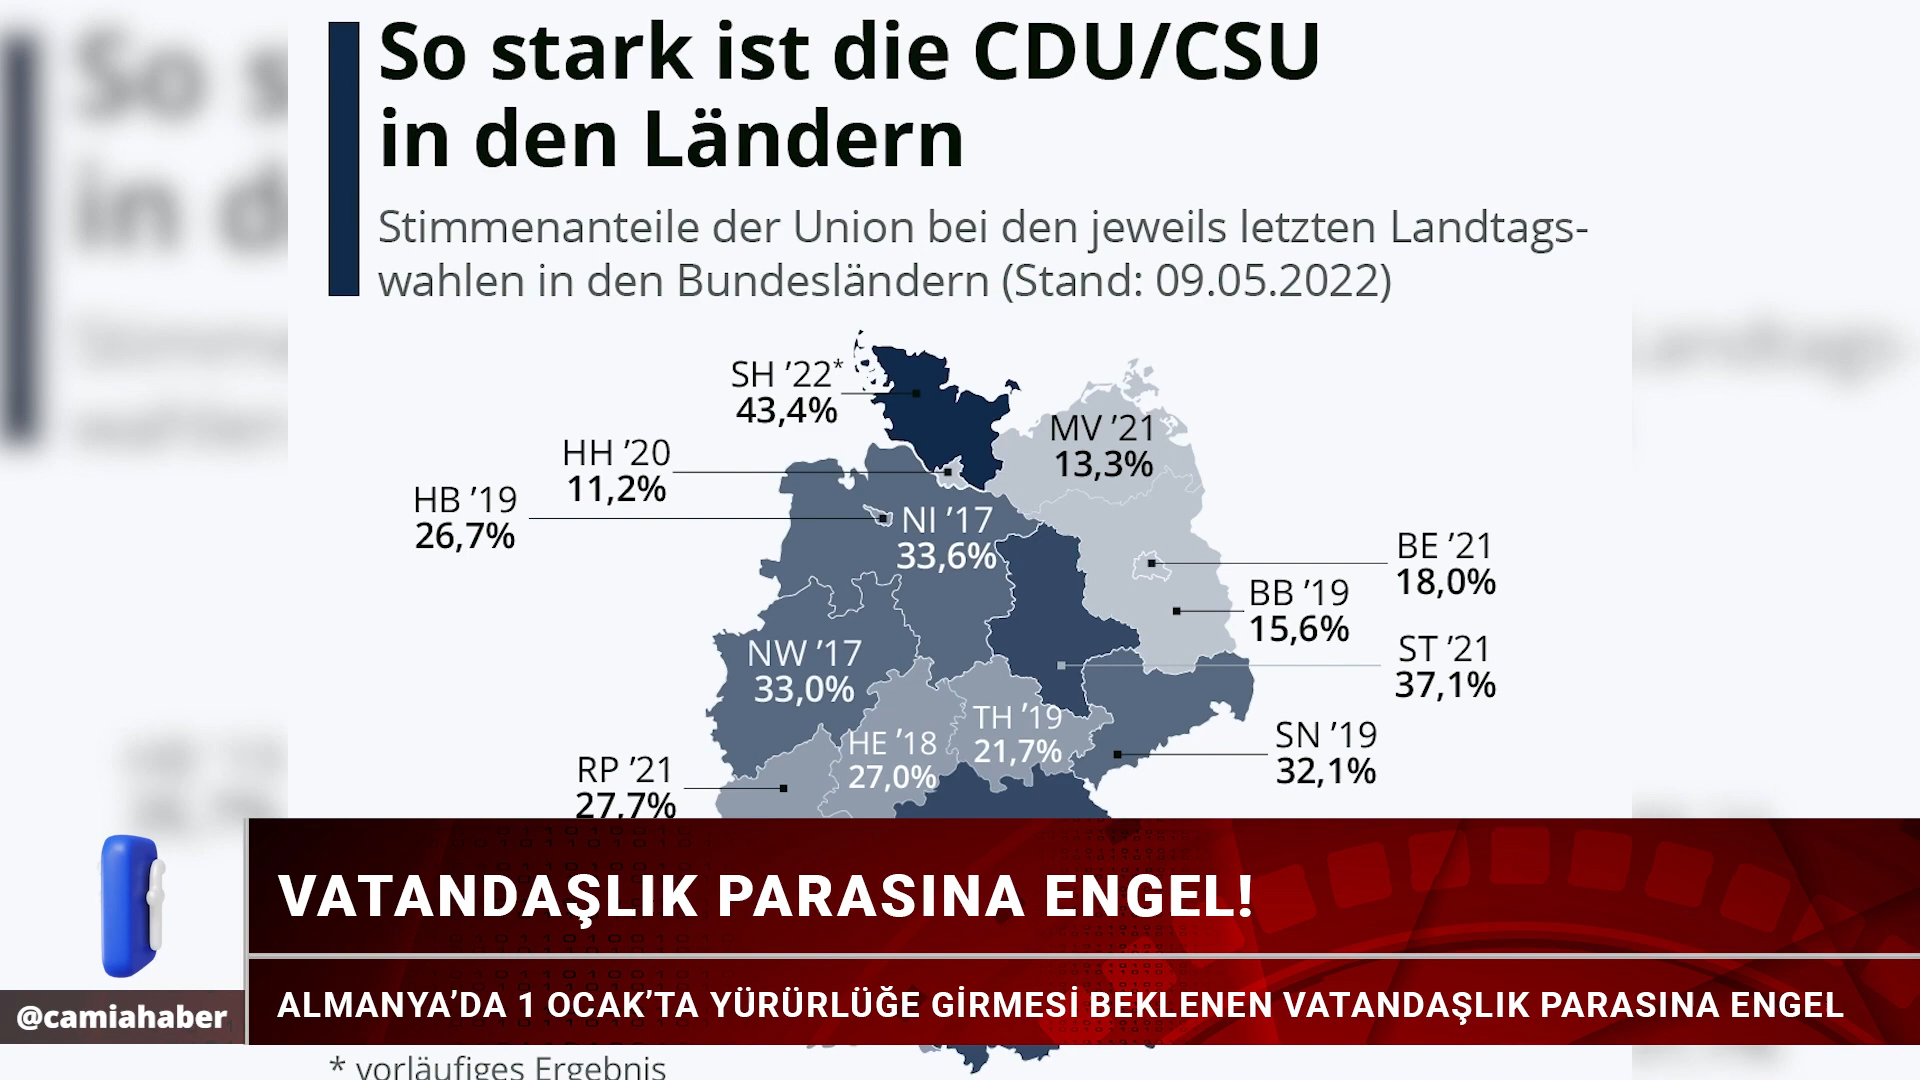 So stark ist die CDU/CSU
in den Ländern
Stimmenanteile der Union bei den jeweils letzten Landtags-
wahlen in den Bundesländern (Stand: 09.05.2022)
SH ’22*
43,4%
MV ’21
13,3%
HH ’20
11,2%
HB ’19
26,7%
NI ’17
33,6%
BE ’21
18,0%
BB ’19
15,6%
NW ’17
33,0%
ST ’21
37,1%
TH ’19
21,7%
HE ’18
27,0%
SN ’19
32,1%
RP ’21
27,7%
VATANDAŞLIK PARASINA ENGEL!
ALMANYA’DA 1 OCAK’TA YÜRÜRLÜĞE GİRMESİ BEKLENEN VATANDAŞLIK PARASINA ENGEL
@camiahaber
* vorläufiges Ergebnis